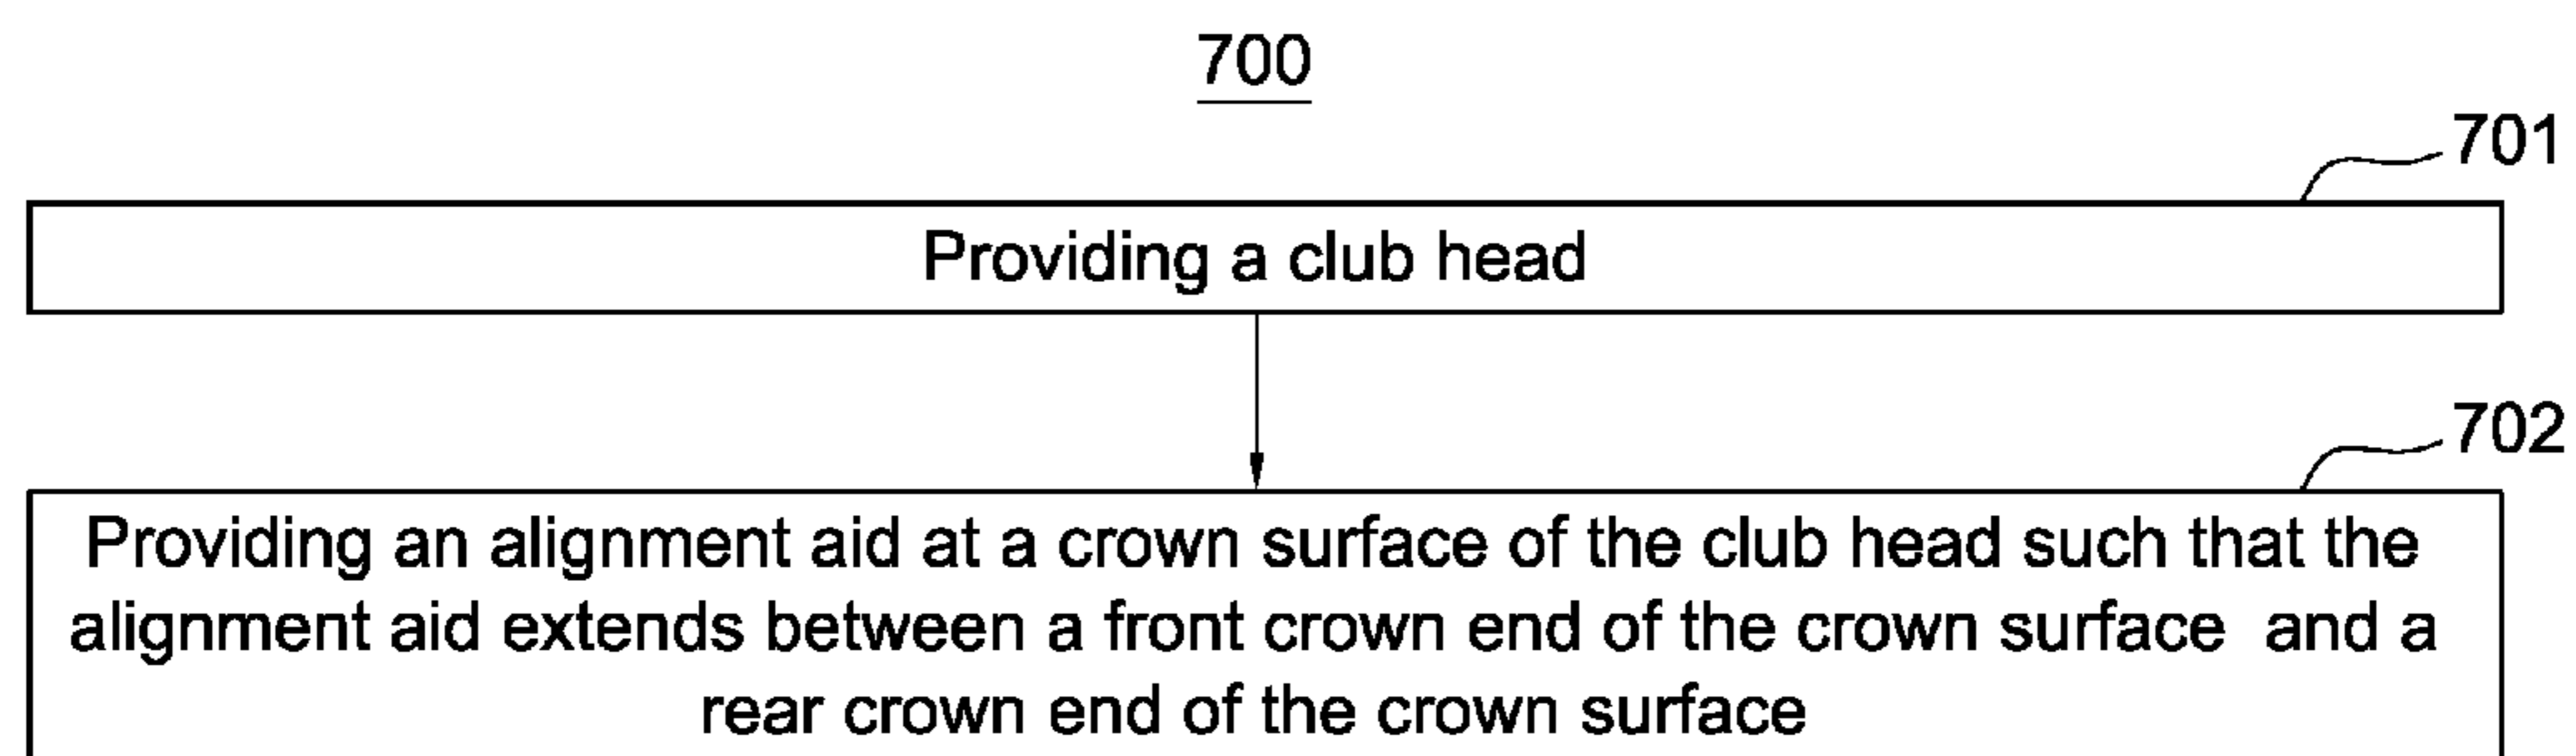 700
701
Providing a club head
702
Providing an alignment aid at a crown surface of the club head such that the
alignment aid extends between a front crown end of the crown surface and a
rear crown end of the crown surface